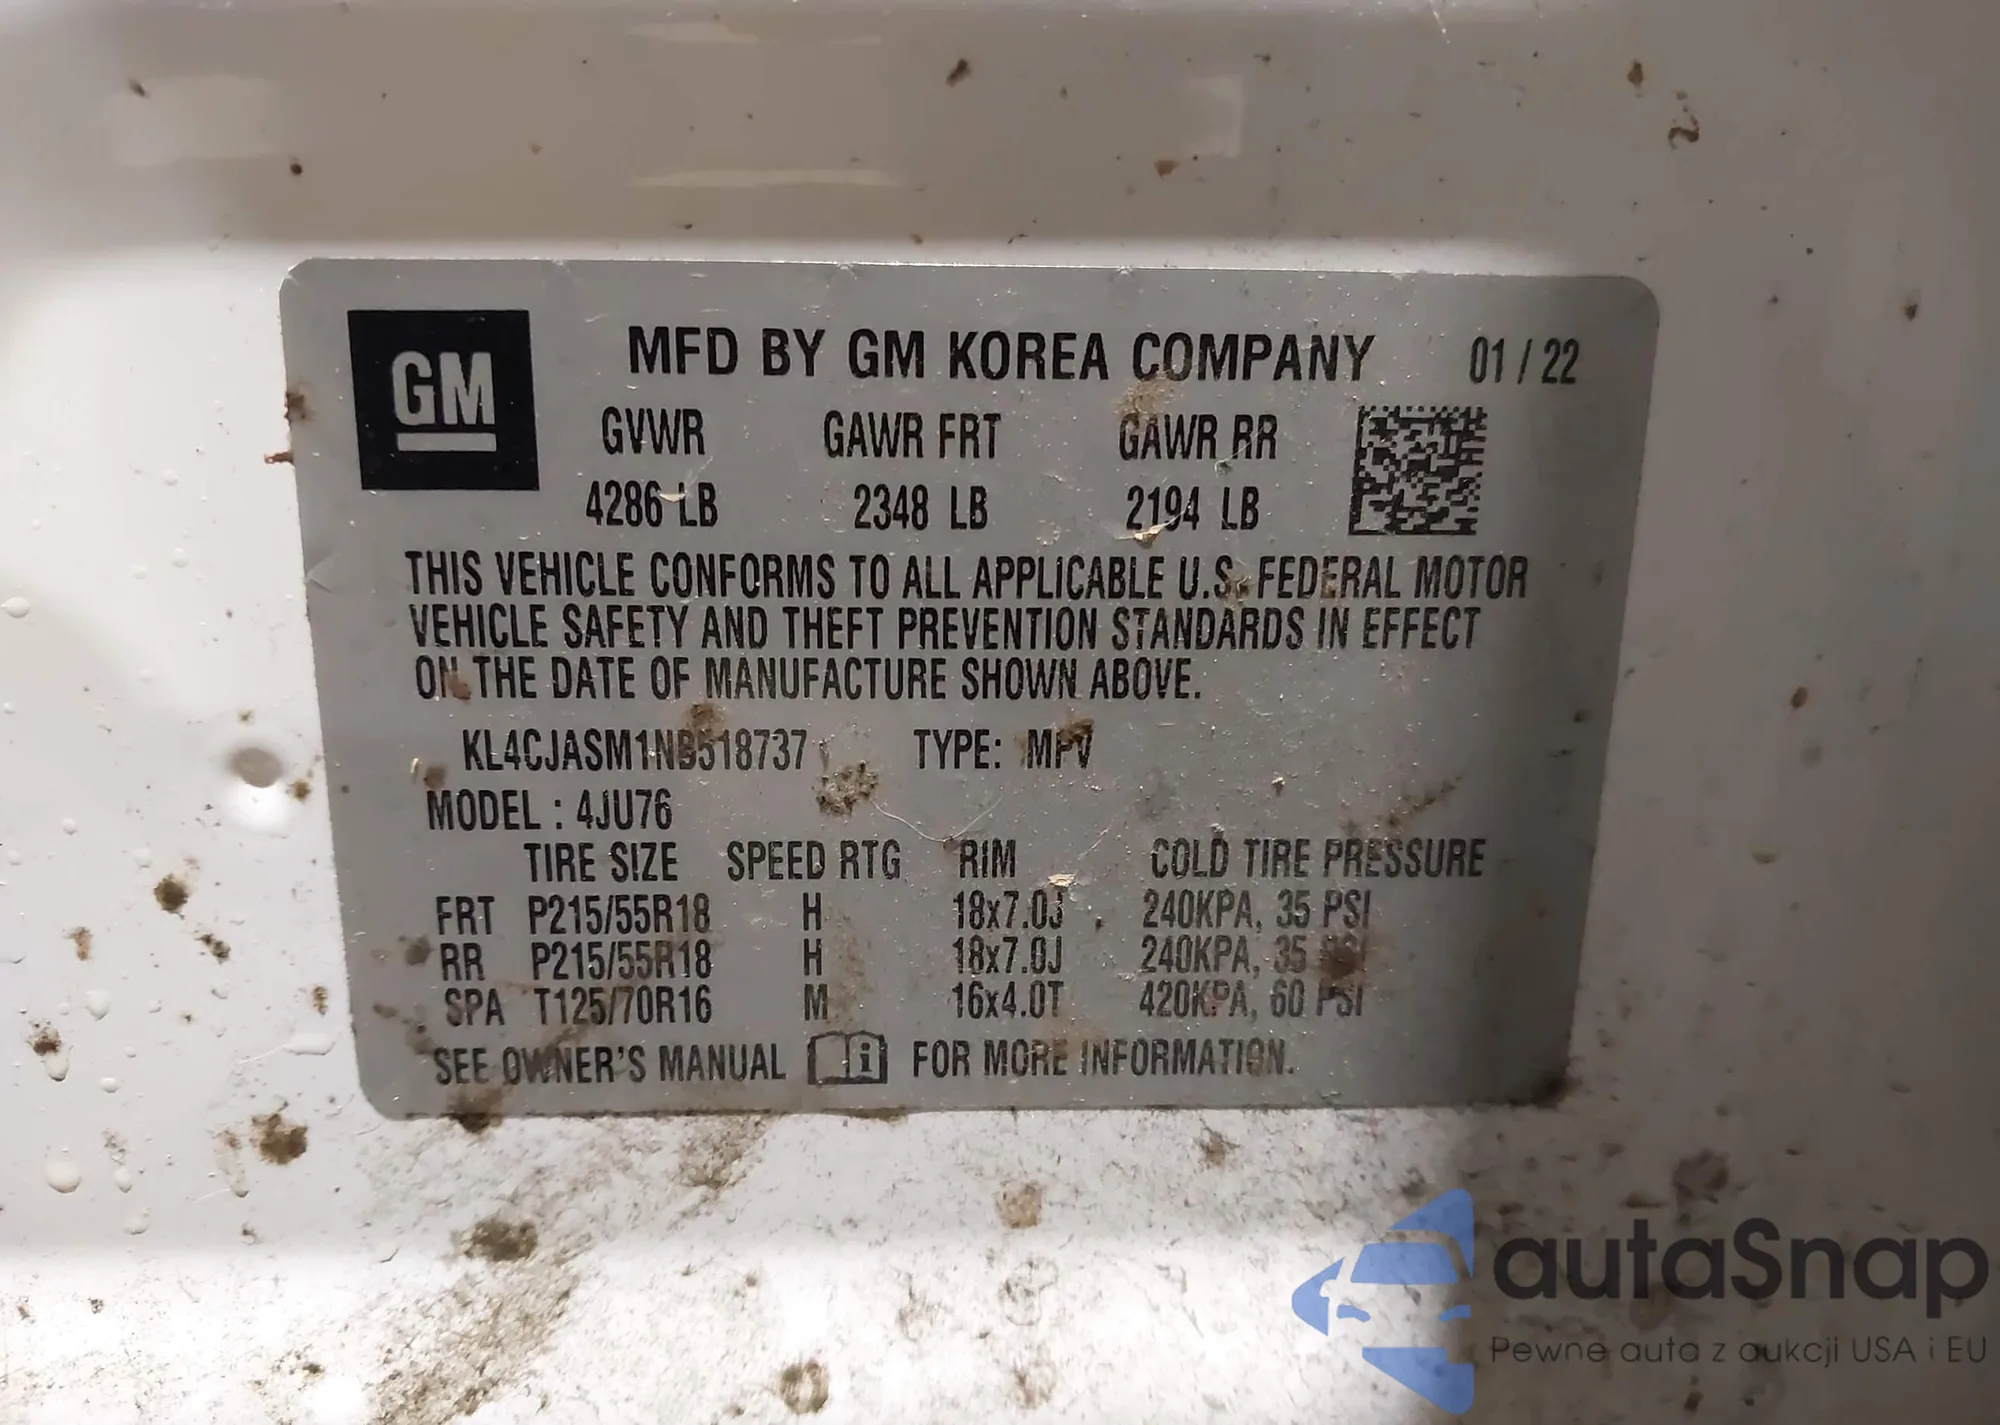 GM
MFD BY GM KOREA COMPANY 01 / 22
GVWR GAWR FRT GAWR RR
4286 LB 2348 LB 2194 LB
THIS VEHICLE CONFORMS TO ALL APPLICABLE U.S. FEDERAL MOTOR
VEHICLE SAFETY AND THEFT PREVENTION STANDARDS IN EFFECT
ON THE DATE OF MANUFACTURE SHOWN ABOVE.
KL4CJASM1NB518737 TYPE: MPV
MODEL : 4JU76
TIRE SIZE SPEED RTG RIM COLD TIRE PRESSURE
FRT P215/55R18 H 18x7.0J 240KPA, 35 PSI
RR P215/55R18 H 18x7.0J 240KPA, 35 PSI
SPA T125/70R16 M 16x4.0T 420KPA, 60 PSI
SEE OWNER'S MANUAL i FOR MORE INFORMATION.
autaSnap
Pewne auta z aukcji USA i EU